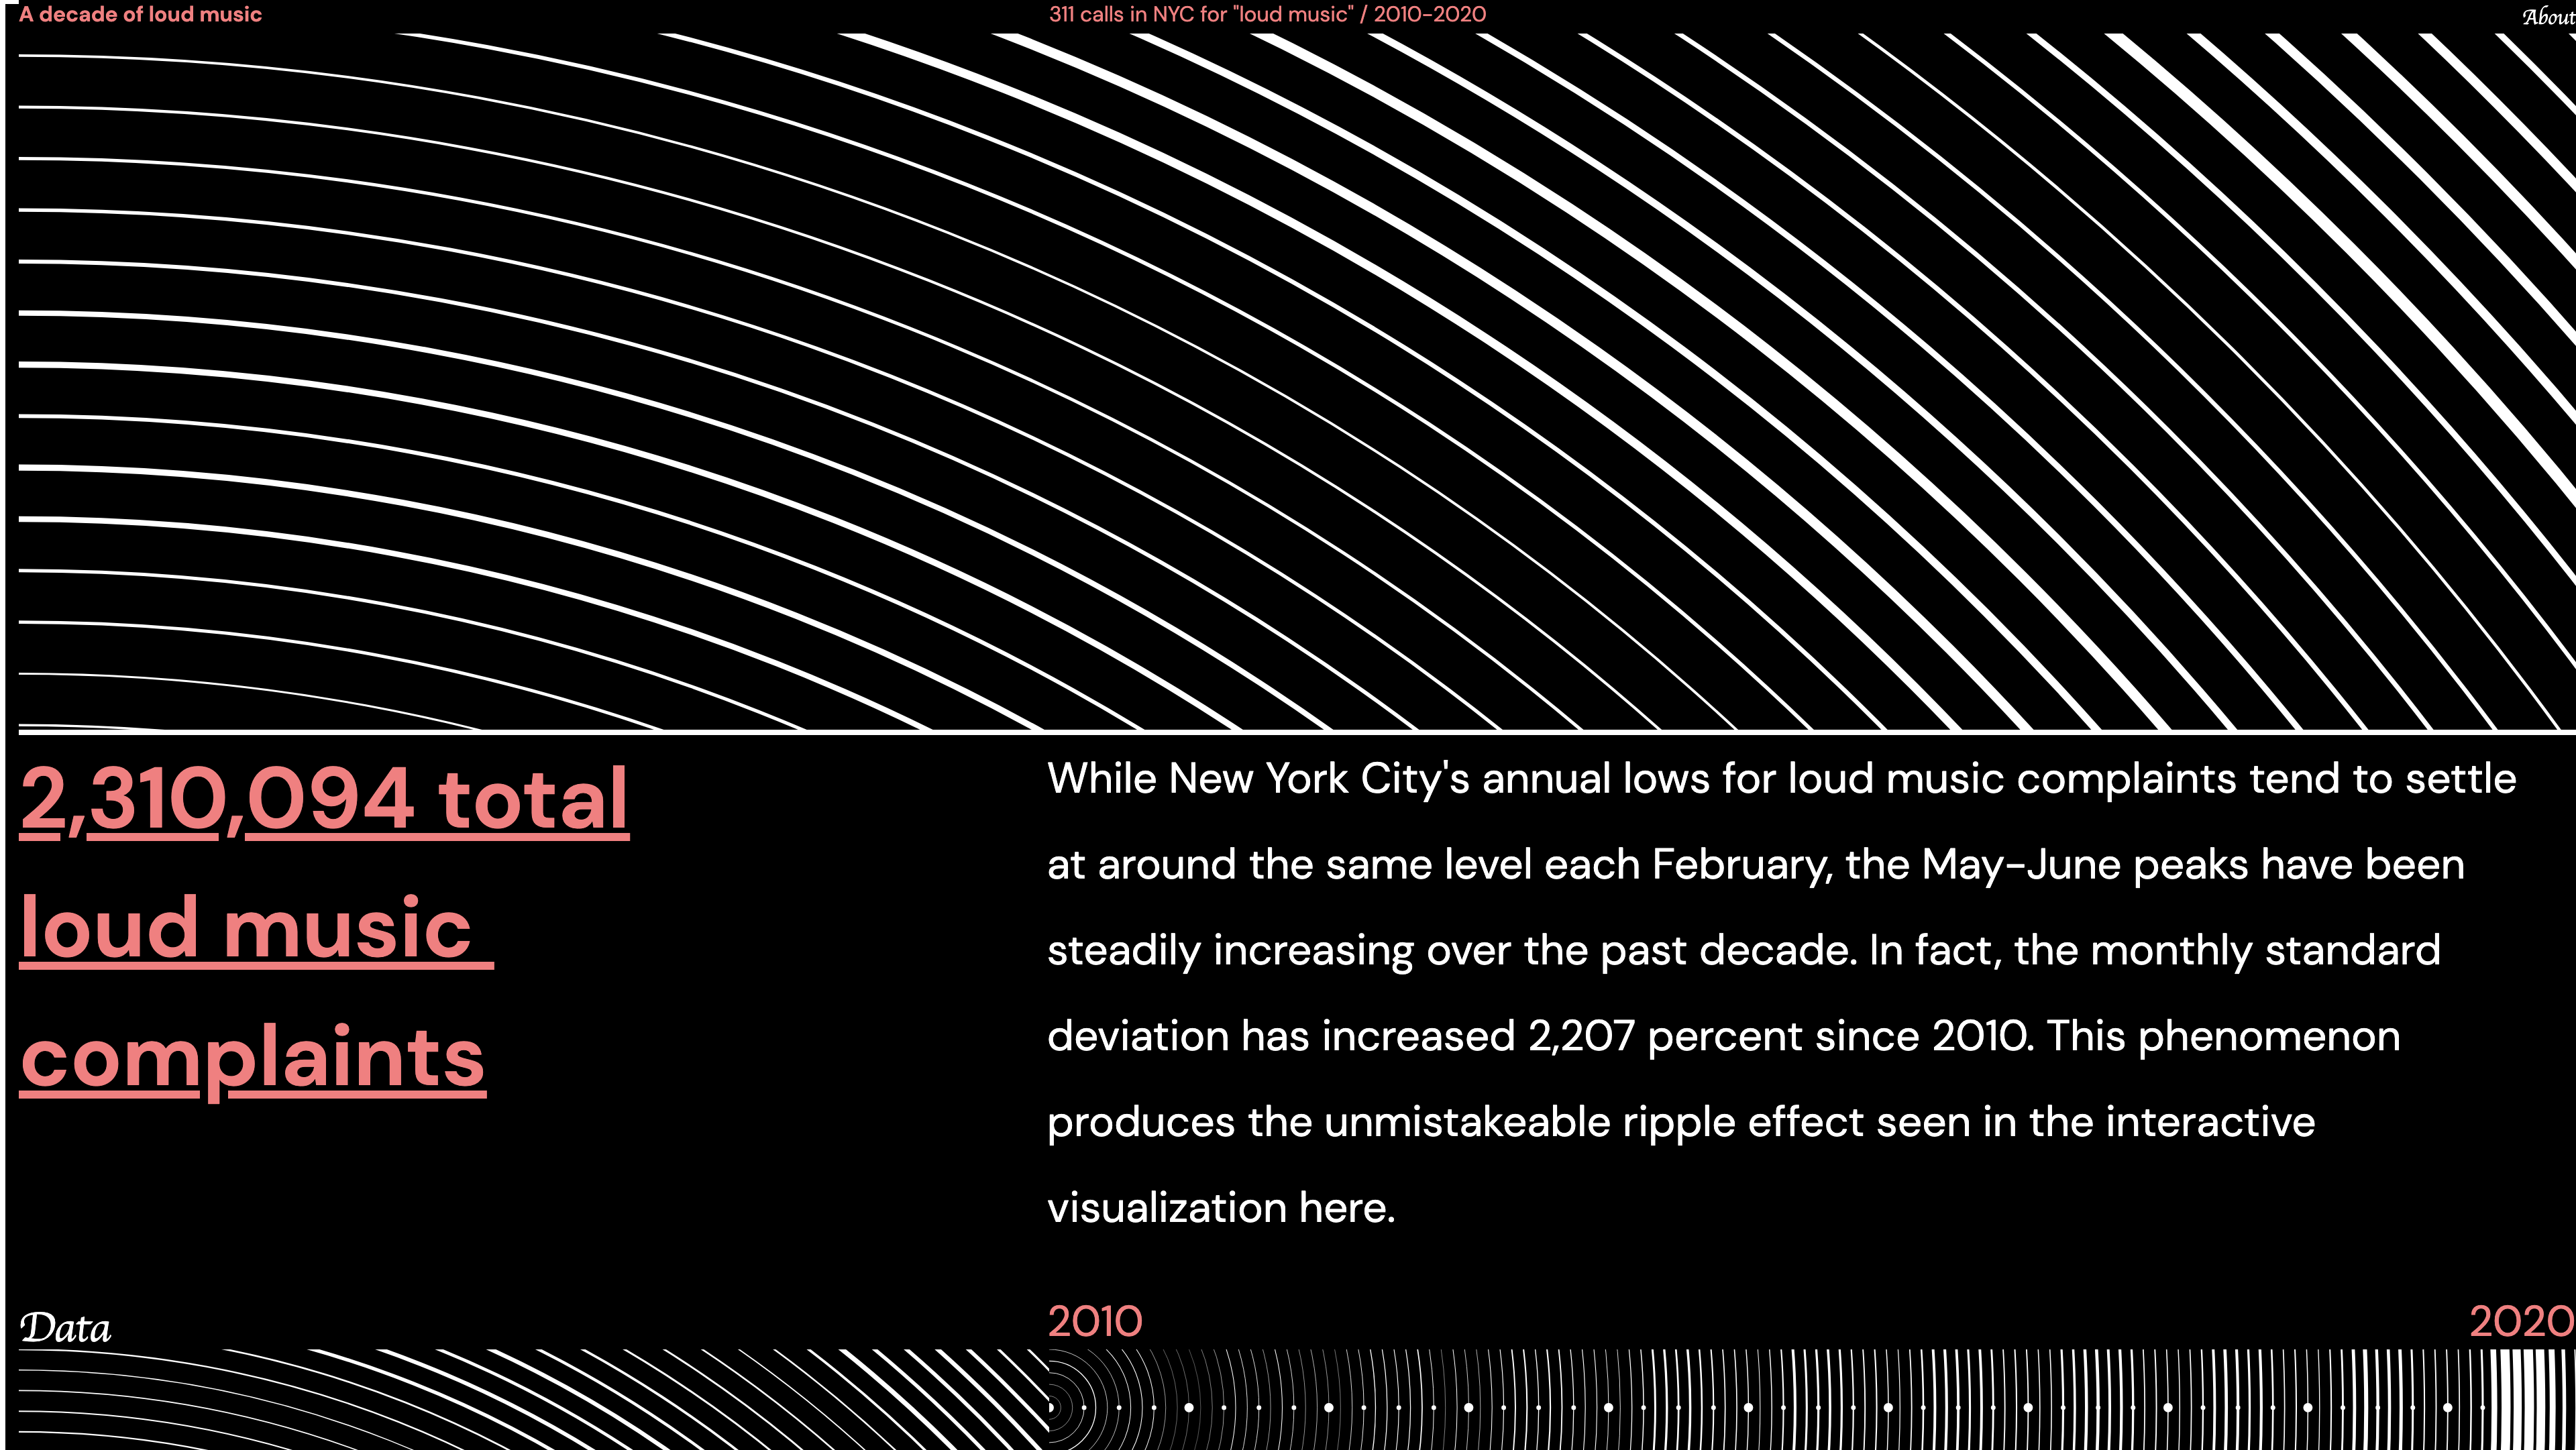 A decade of loud music
311 calls in NYC for "loud music" / 2010-2020
About
2,310,094 total
loud music
complaints
While New York City's annual lows for loud music complaints tend to settle
at around the same level each February, the May-June peaks have been
steadily increasing over the past decade. In fact, the monthly standard
deviation has increased 2,207 percent since 2010. This phenomenon
produces the unmistakeable ripple effect seen in the interactive
visualization here.
Data
2010
2020